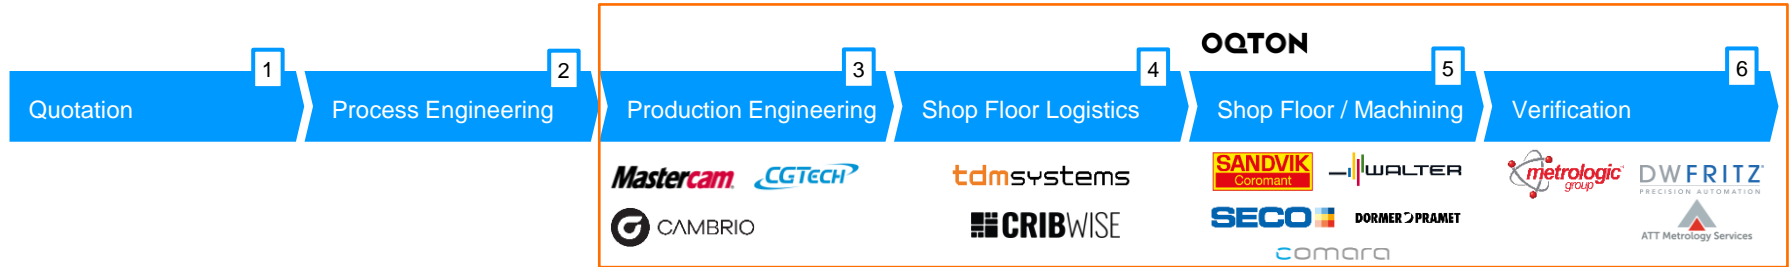 OQTON
1
2
3
4
5
6
Quotation
Process Engineering
Production Engineering
Shop Floor Logistics
Shop Floor / Machining
Verification
Mastercam
CGTECH
CAMBRIO
tdmsystems
CRIBWISE
SANDVIK
Coromant
WALTER
SECO
DORMER PRAMET
comara
metrologic
group
DWFRITZ
PRECISION AUTOMATION
ATT Metrology Services